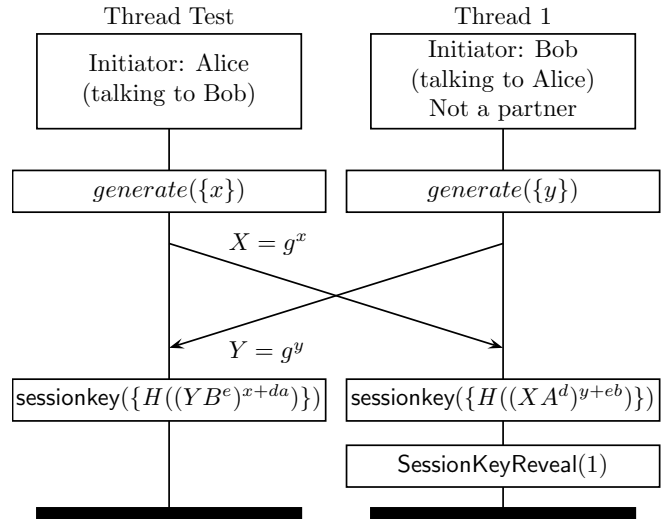 Thread Test
Thread 1
Initiator: Alice
(talking to Bob)
Initiator: Bob
(talking to Alice)
Not a partner
generate({x})
generate({y})
X = g^x
Y = g^y
sessionkey({H((YB^e)^{x+da})})
sessionkey({H((XA^d)^{y+eb})})
SessionKeyReveal(1)